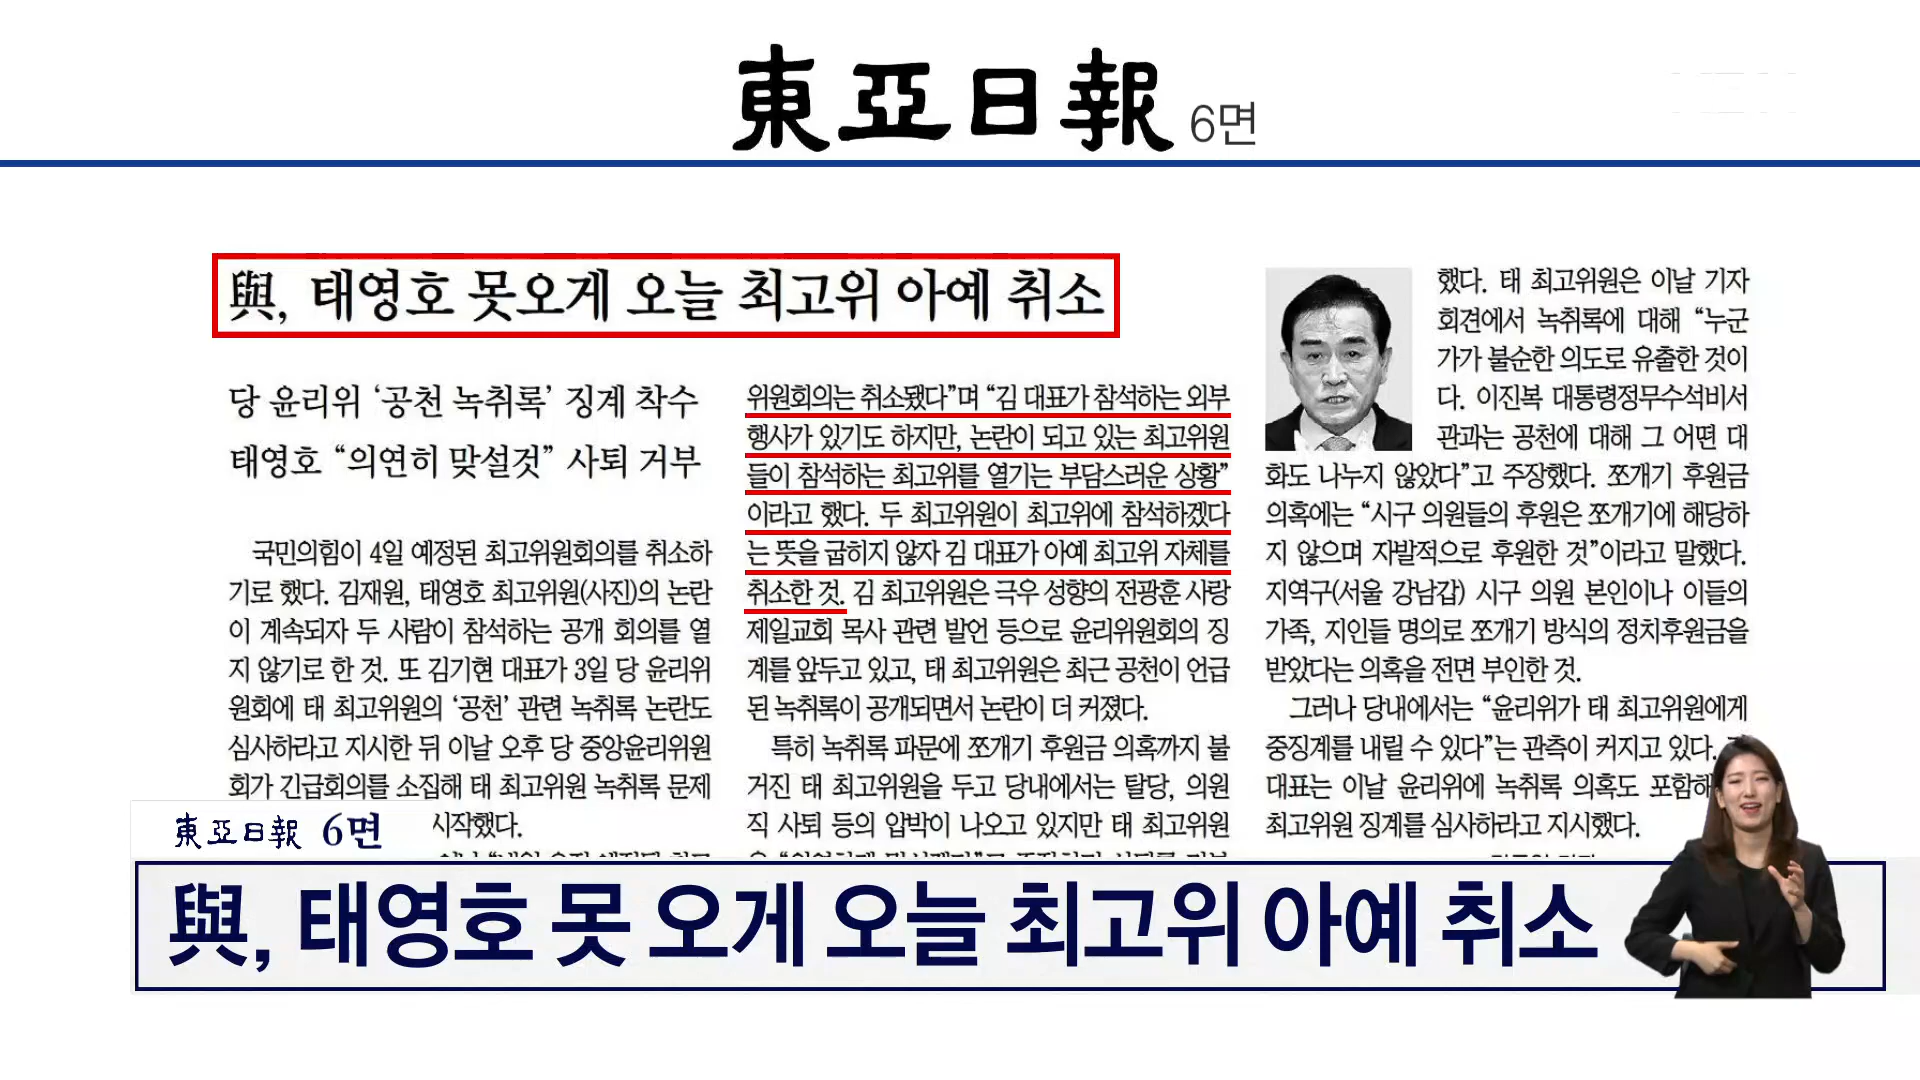 東亞日報 6면
與, 태영호 못오게 오늘 최고위 아예 취소
당 윤리위 ‘공천 녹취록’ 징계 착수
태영호 “의연히 맞설것” 사퇴 거부
국민의힘이 4일 예정된 최고위원회의를 취소하
기로 했다. 김재원, 태영호 최고위원(사진)의 논란
이 계속되자 두 사람이 참석하는 공개 회의를 열
지 않기로 한 것. 또 김기현 대표가 3일 당 윤리위
원회에 태 최고위원의 ‘공천’ 관련 녹취록 논란도
심사하라고 지시한 뒤 이날 오후 당 중앙윤리위원
회가 긴급회의를 소집해 태 최고위원 녹취록 문제
시작했다.
위원회의는 취소됐다”며 “김 대표가 참석하는 외부
행사가 있기도 하지만, 논란이 되고 있는 최고위원
들이 참석하는 최고위를 열기는 부담스러운 상황”
이라고 했다. 두 최고위원이 최고위에 참석하겠다
는 뜻을 굽히지 않자 김 대표가 아예 최고위 자체를
취소한 것. 김 최고위원은 극우 성향의 전광훈 사랑
제일교회 목사 관련 발언 등으로 윤리위원회의 징
계를 앞두고 있고, 태 최고위원은 최근 공천이 언급
된 녹취록이 공개되면서 논란이 더 커졌다.
특히 녹취록 파문에 쪼개기 후원금 의혹까지 불
거진 태 최고위원을 두고 당내에서는 탈당, 의원
직 사퇴 등의 압박이 나오고 있지만 태 최고위원
했다. 태 최고위원은 이날 기자
회견에서 녹취록에 대해 “누군
가가 불순한 의도로 유출한 것이
다. 이진복 대통령정무수석비서
관과는 공천에 대해 그 어떤 대
화도 나누지 않았다”고 주장했다. 쪼개기 후원금
의혹에는 “시구 의원들의 후원은 쪼개기에 해당하
지 않으며 자발적으로 후원한 것”이라고 말했다.
지역구(서울 강남갑) 시구 의원 본인이나 이들의
가족, 지인들 명의로 쪼개기 방식의 정치후원금을
받았다는 의혹을 전면 부인한 것.
그러나 당내에서는 “윤리위가 태 최고위원에게
중징계를 내릴 수 있다”는 관측이 커지고 있다.
대표는 이날 윤리위에 녹취록 의혹도 포함해
최고위원 징계를 심사하라고 지시했다.
東亞日報 6면
與, 태영호 못 오게 오늘 최고위 아예 취소